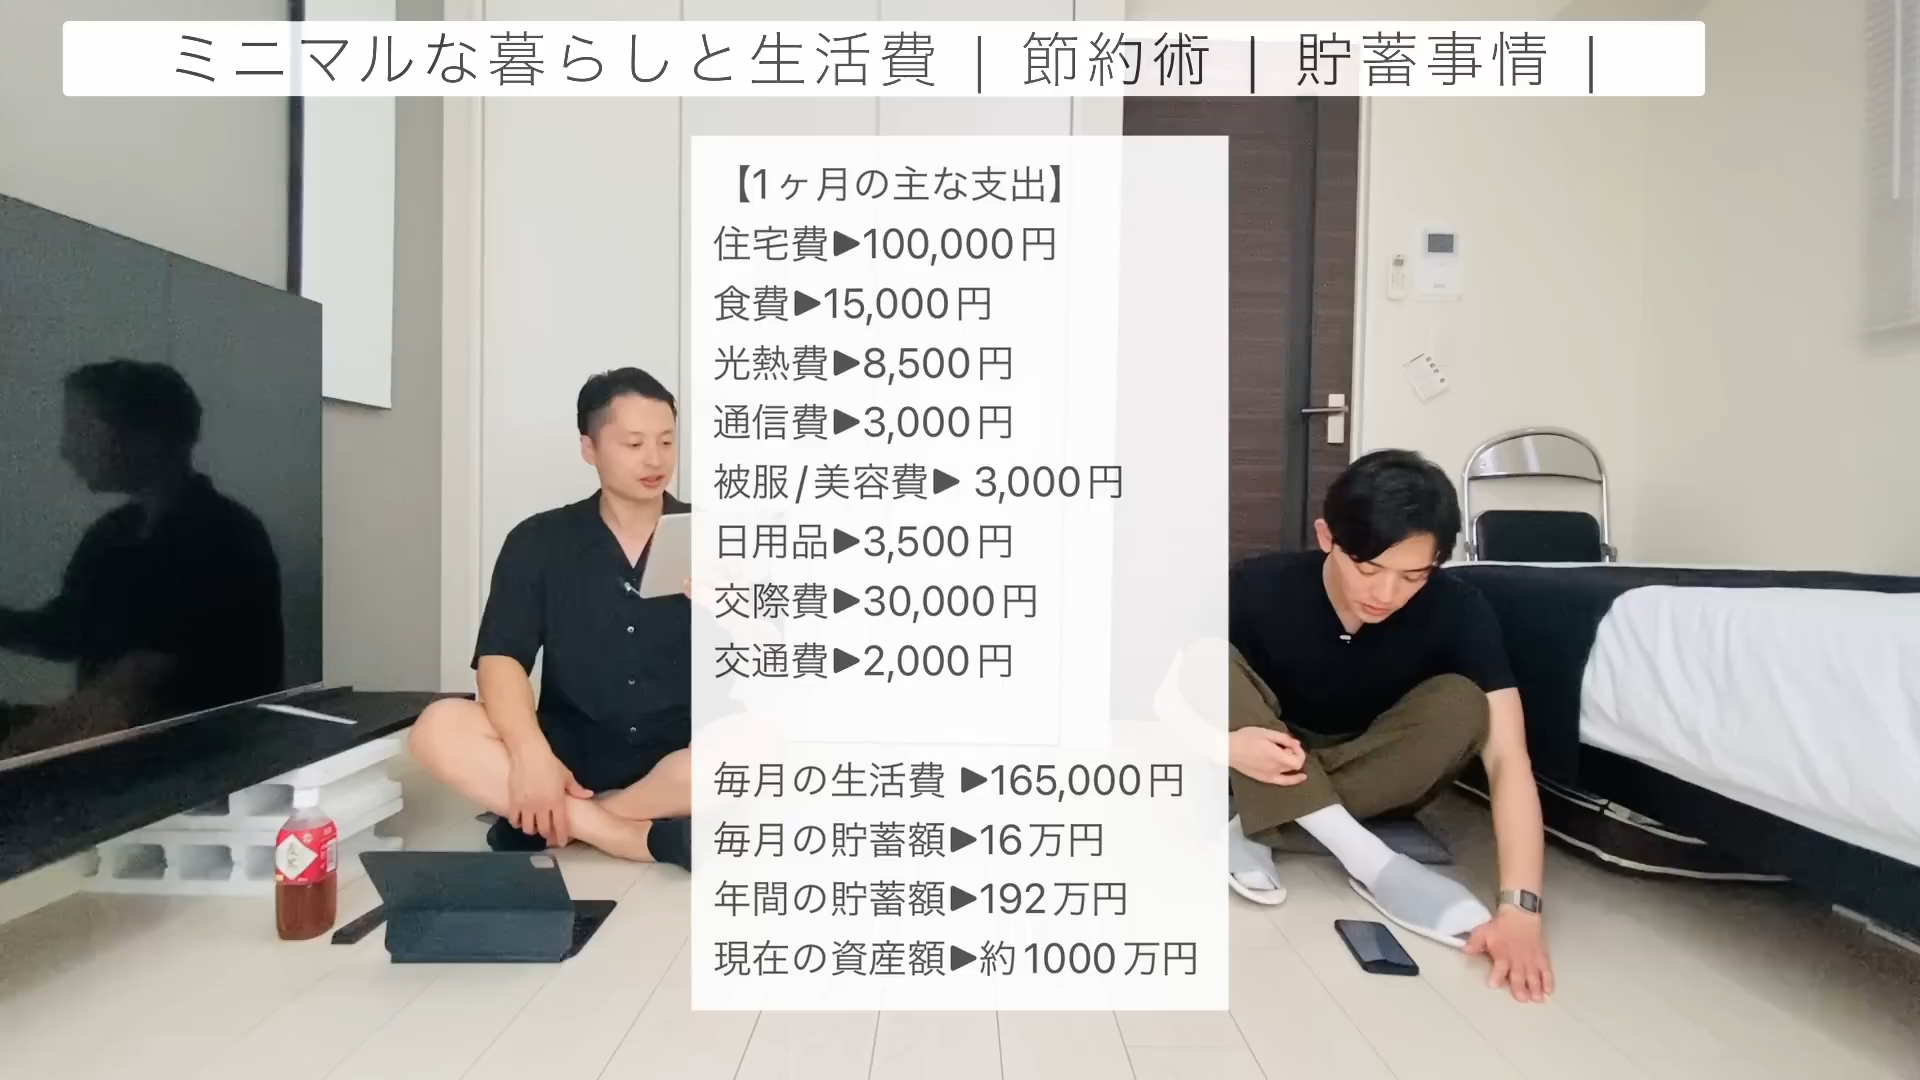 ミニマルな暮らしと生活費 | 節約術 | 貯蓄事情 |
【1ヶ月の主な支出】
住宅費▶100,000円
食費▶15,000円
光熱費▶8,500円
通信費▶3,000円
被服/美容費▶ 3,000円
日用品▶3,500円
交際費▶30,000円
交通費▶2,000円
毎月の生活費 ▶165,000円
毎月の貯蓄額▶16万円
年間の貯蓄額▶192万円
現在の資産額▶約1000万円